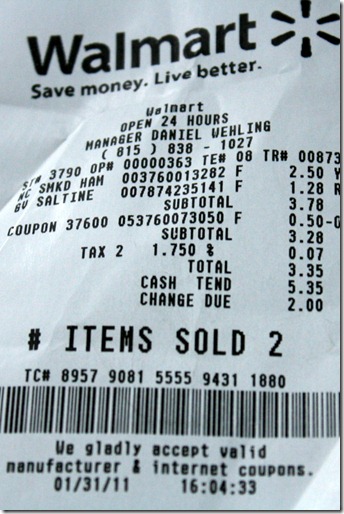 Walmart
Save money. Live better.
Walmart
OPEN 24 HOURS
MANAGER DANIEL WEHLING
( 815 ) 838 - 1027
ST# 3790 OP# 00000363 TE# 08 TR# 00873
NC SMKD HAM 003760013282 F 2.50 Y
GV SALTINE 007874235141 F 1.28 R
SUBTOTAL 3.78
COUPON 37600 053760073050 F 0.50-O
SUBTOTAL 3.28
TAX 2 1.750 % 0.07
TOTAL 3.35
CASH TEND 5.35
CHANGE DUE 2.00
# ITEMS SOLD 2
TC# 8957 9081 5555 9431 1880
We gladly accept valid
manufacturer & internet coupons.
01/31/11 16:04:33